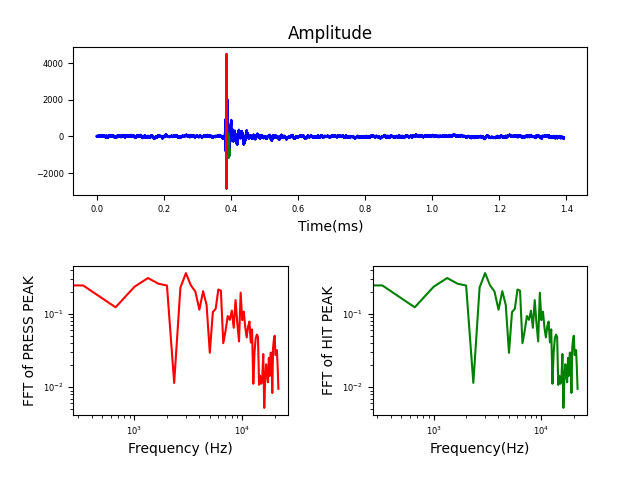 Amplitude
4000
2000
0
−2000
0.0 0.2 0.4 0.6 0.8 1.0 1.2 1.4
Time(ms)
FFT of PRESS PEAK
10⁻¹
10⁻²
10³ 10⁴
Frequency (Hz)
FFT of HIT PEAK
10⁻¹
10⁻²
10³ 10⁴
Frequency(Hz)